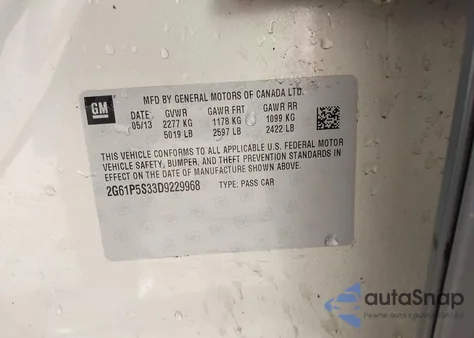 GM
MFD BY GENERAL MOTORS OF CANADA LTD.
DATE GVWR GAWR FRT GAWR RR
05/13 2277 KG 1178 KG 1099 KG
5019 LB 2597 LB 2422 LB
THIS VEHICLE CONFORMS TO ALL APPLICABLE U.S. FEDERAL MOTOR
VEHICLE SAFETY, BUMPER, AND THEFT PREVENTION STANDARDS IN
EFFECT ON THE DATE OF MANUFACTURE SHOWN ABOVE.
2G61P5S33D9229968 TYPE: PASS CAR
autoSnap
Pewne auto z